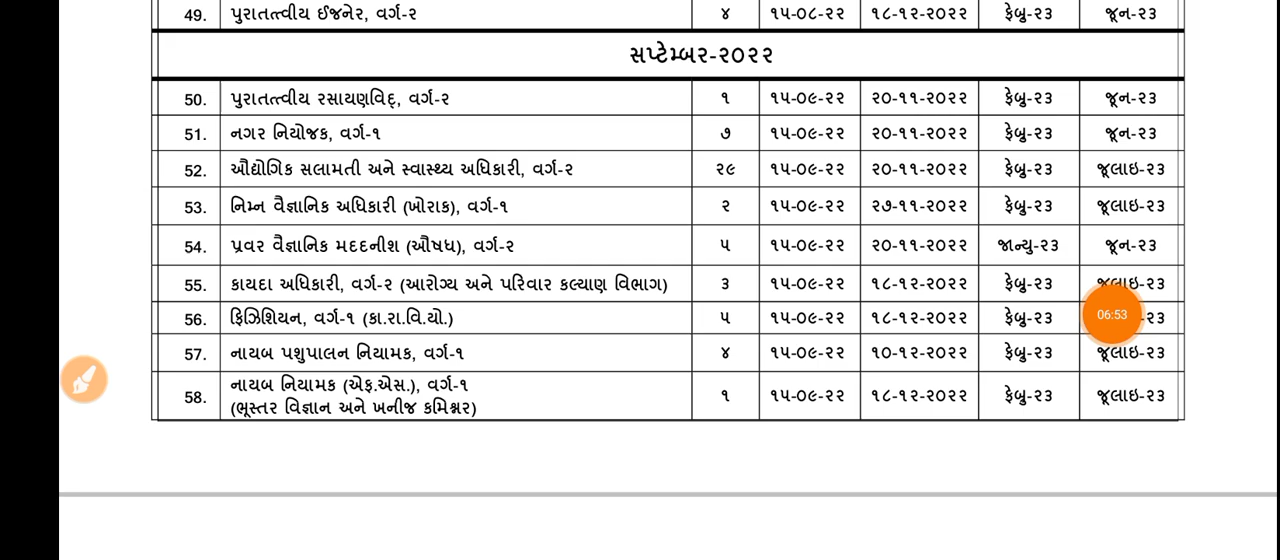 49. પુરાતત્ત્વીય ઈજનેર, વર્ગ-૨ ૪ ૧૫-૦૮-૨૨ ૧૮-૧૨-૨૦૨૨ ફેબ્રુ-૨૩ જૂન-૨૩
સપ્ટેમ્બર-૨૦૨૨
50. પુરાતત્ત્વીય રસાયણવિદ્, વર્ગ-૨ ૧ ૧૫-૦૯-૨૨ ૨૦-૧૧-૨૦૨૨ ફેબ્રુ-૨૩ જૂન-૨૩
51. નગર નિયોજક, વર્ગ-૧ ૭ ૧૫-૦૯-૨૨ ૨૦-૧૧-૨૦૨૨ ફેબ્રુ-૨૩ જૂન-૨૩
52. ઔદ્યોગિક સલામતી અને સ્વાસ્થ્ય અધિકારી, વર્ગ-૨ ૨૯ ૧૫-૦૯-૨૨ ૨૦-૧૧-૨૦૨૨ ફેબ્રુ-૨૩ જૂલાઇ-૨૩
53. નિમ્ન વૈજ્ઞાનિક અધિકારી (ખોરાક), વર્ગ-૧ ૨ ૧૫-૦૯-૨૨ ૨૭-૧૧-૨૦૨૨ ફેબ્રુ-૨૩ જૂલાઇ-૨૩
54. પ્રવર વૈજ્ઞાનિક મદદનીશ (ઔષધ), વર્ગ-૨ ૫ ૧૫-૦૯-૨૨ ૨૦-૧૧-૨૦૨૨ જાન્યુ-૨૩ જૂન-૨૩
55. કાયદા અધિકારી, વર્ગ-૨ (આરોગ્ય અને પરિવાર કલ્યાણ વિભાગ) ૩ ૧૫-૦૯-૨૨ ૧૮-૧૨-૨૦૨૨ ફેબ્રુ-૨૩ જૂલાઇ-૨૩
56. ફિઝિશિયન, વર્ગ-૧ (કા.રા.વિ.યો.) ૫ ૧૫-૦૯-૨૨ ૧૮-૧૨-૨૦૨૨ ફેબ્રુ-૨૩ 06:53 ૨૩
57. નાયબ પશુપાલન નિયામક, વર્ગ-૧ ૪ ૧૫-૦૯-૨૨ ૧૦-૧૨-૨૦૨૨ ફેબ્રુ-૨૩ જૂલાઇ-૨૩
58. નાયબ નિયામક (એફ.એસ.), વર્ગ-૧ ૧ ૧૫-૦૯-૨૨ ૧૮-૧૨-૨૦૨૨ ફેબ્રુ-૨૩ જૂલાઇ-૨૩
(ભૂસ્તર વિજ્ઞાન અને ખનીજ કમિશ્નર)